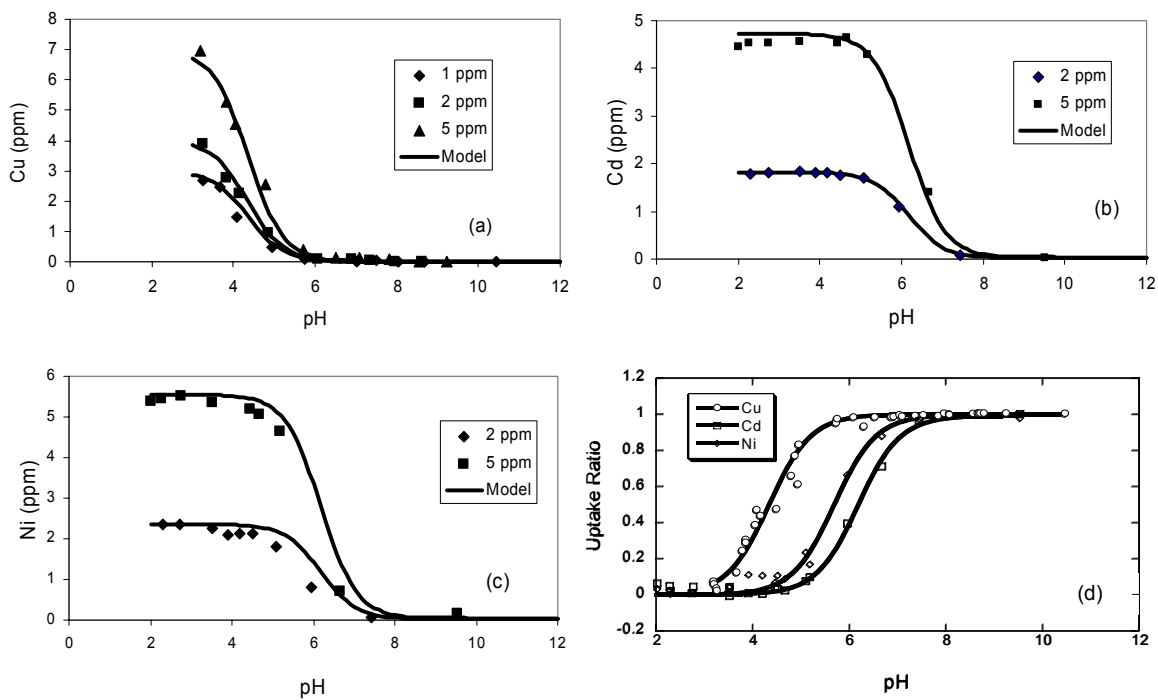 8
7
6
5
4
3
2
1
0
Cu (ppm)
0 2 4 6 8 10 12
pH
1 ppm
2 ppm
5 ppm
Model
(a)
5
4
3
2
1
0
Cd (ppm)
0 2 4 6 8 10 12
pH
2 ppm
5 ppm
Model
(b)
6
5
4
3
2
1
0
Ni (ppm)
0 2 4 6 8 10 12
pH
2 ppm
5 ppm
Model
(c)
1.2
1
0.8
0.6
0.4
0.2
0
-0.2
Uptake Ratio
2 4 6 8 10 12
pH
Cu
Cd
Ni
(d)